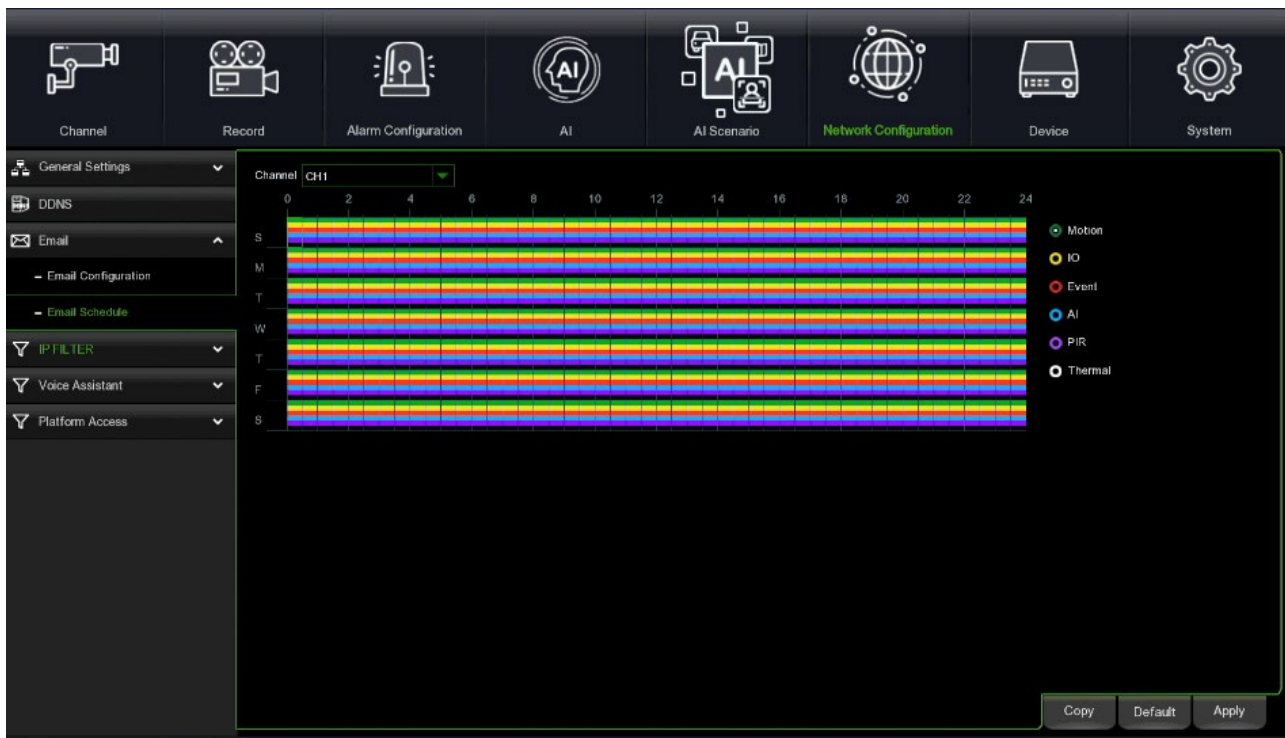 Channel Record Alarm Configuration AI AI Scenario Network Configuration Device System
AI
AI
General Settings
DDNS
Email
Email Configuration
Email Schedule
IP FILTER
Voice Assistant
Platform Access
Channel CH1
0 2 4 6 8 10 12 14 16 18 20 22 24
S
M
T
W
T
F
S
Motion
IO
Event
AI
PIR
Thermal
Copy Default Apply